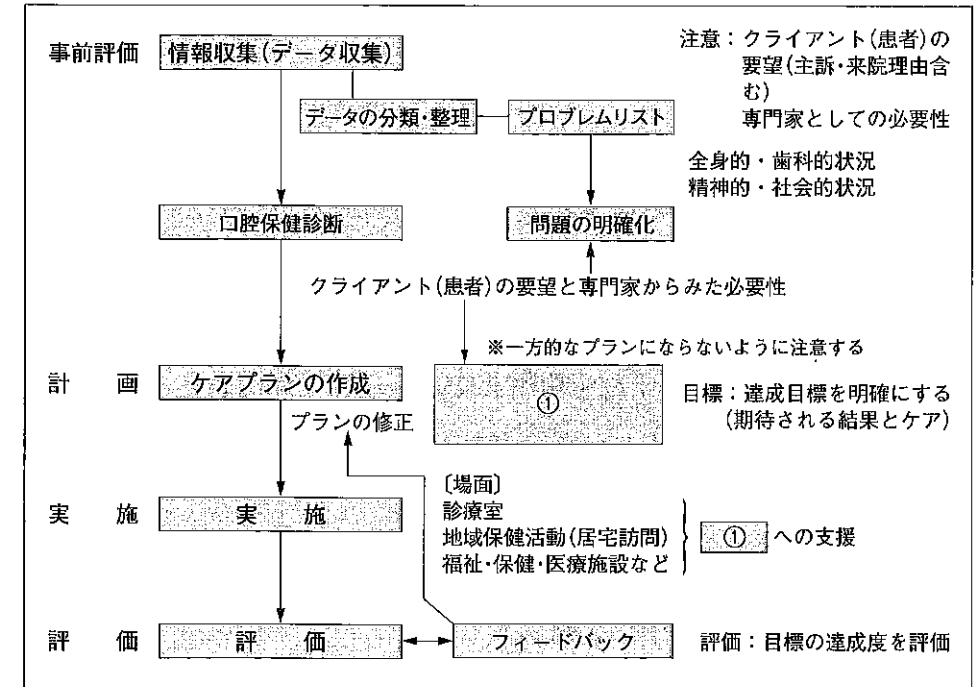 事前評価
情報収集(データ収集)
注意：クライアント(患者)の
要望(主訴・来院理由含
む)
専門家としての必要性
データの分類・整理
プロブレムリスト
全身的・歯科的状況
精神的・社会的状況
口腔保健診断
問題の明確化
クライアント(患者)の要望と専門家からみた必要性
※一方的なプランにならないように注意する
計　画
ケアプランの作成
①
目標：達成目標を明確にする
(期待される結果とケア)
プランの修正
〔場面〕
診療室
地域保健活動(居宅訪問)
福祉・保健・医療施設など
①への支援
実　施
実　施
評　価
評　価
フィードバック
評価：目標の達成度を評価